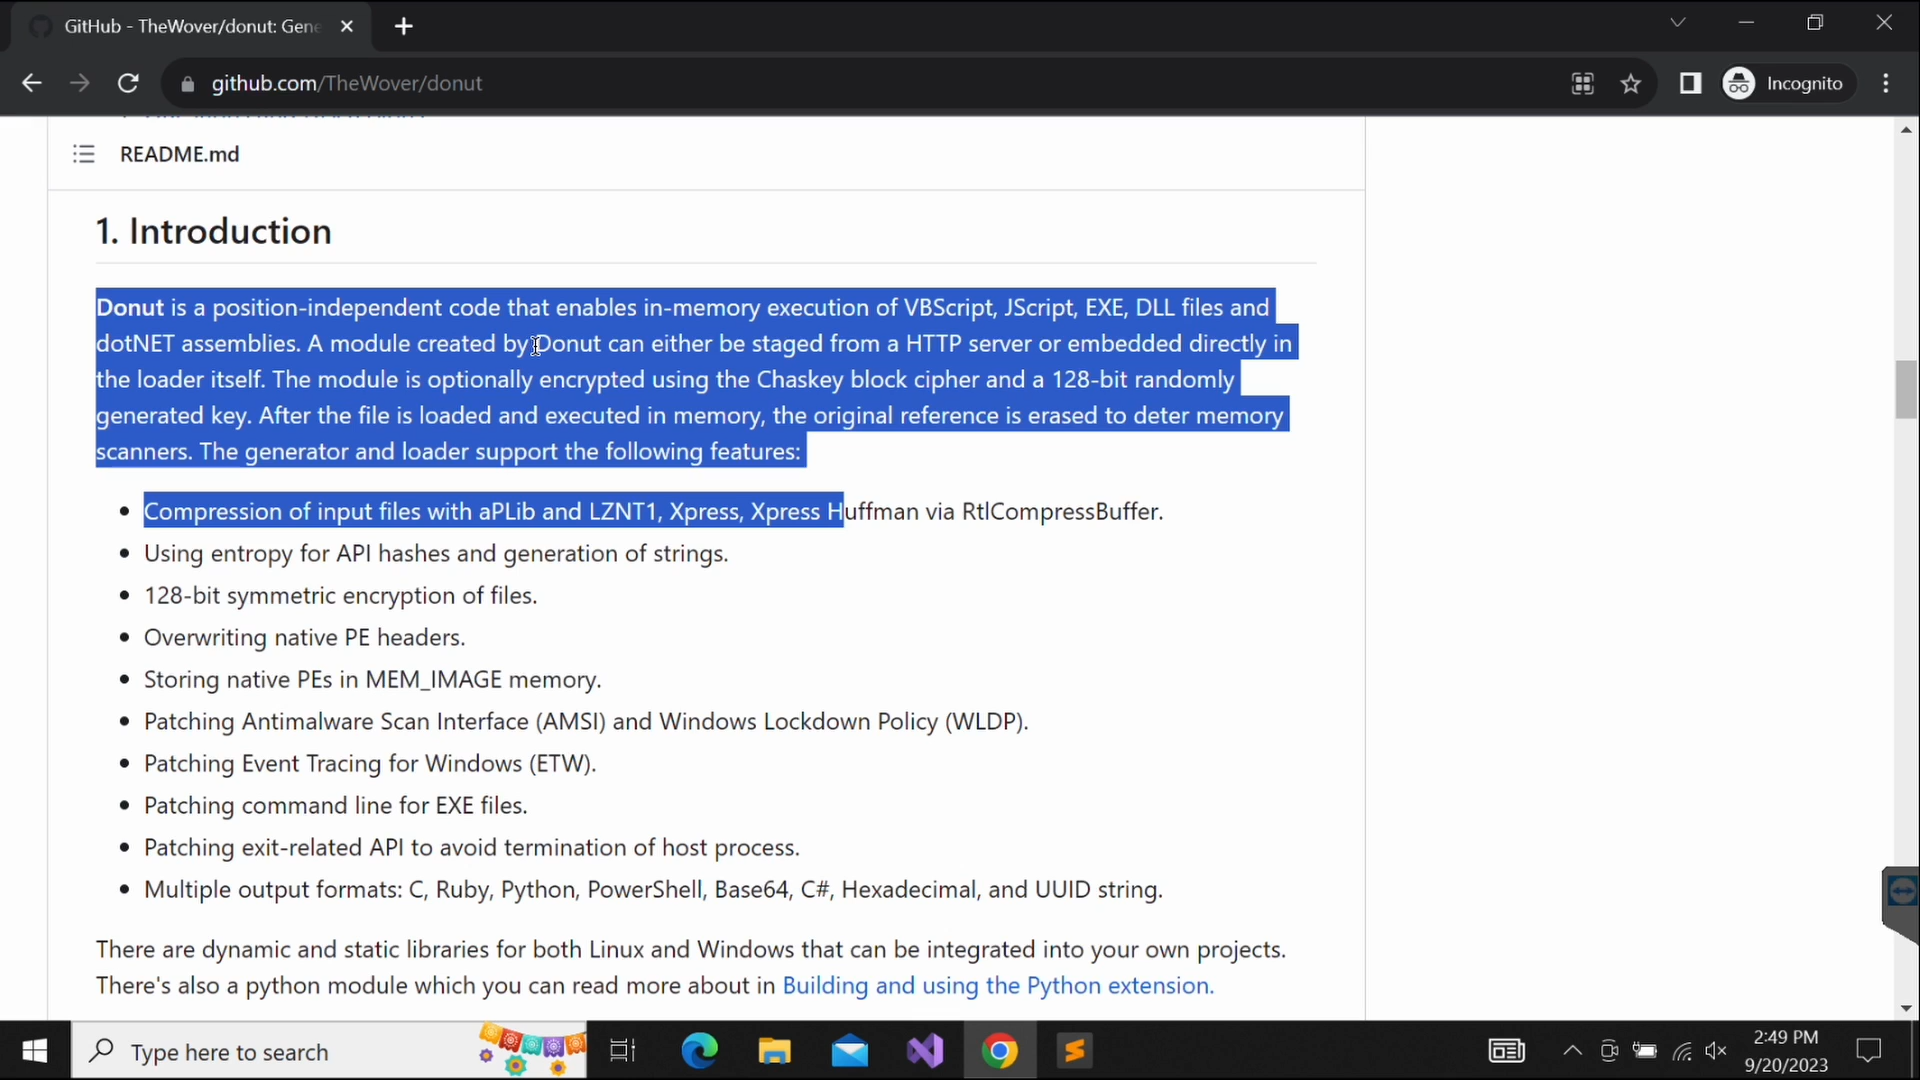 GitHub - TheWover/donut: Gene
github.com/TheWover/donut
Incognito
README.md
1. Introduction
Donut is a position-independent code that enables in-memory execution of VBScript, JScript, EXE, DLL files and
dotNET assemblies. A module created by Donut can either be staged from a HTTP server or embedded directly in
the loader itself. The module is optionally encrypted using the Chaskey block cipher and a 128-bit randomly
generated key. After the file is loaded and executed in memory, the original reference is erased to deter memory
scanners. The generator and loader support the following features:
• Compression of input files with aPLib and LZNT1, Xpress, Xpress Huffman via RtlCompressBuffer.
• Using entropy for API hashes and generation of strings.
• 128-bit symmetric encryption of files.
• Overwriting native PE headers.
• Storing native PEs in MEM_IMAGE memory.
• Patching Antimalware Scan Interface (AMSI) and Windows Lockdown Policy (WLDP).
• Patching Event Tracing for Windows (ETW).
• Patching command line for EXE files.
• Patching exit-related API to avoid termination of host process.
• Multiple output formats: C, Ruby, Python, PowerShell, Base64, C#, Hexadecimal, and UUID string.
There are dynamic and static libraries for both Linux and Windows that can be integrated into your own projects.
There's also a python module which you can read more about in Building and using the Python extension.
Type here to search
2:49 PM
9/20/2023